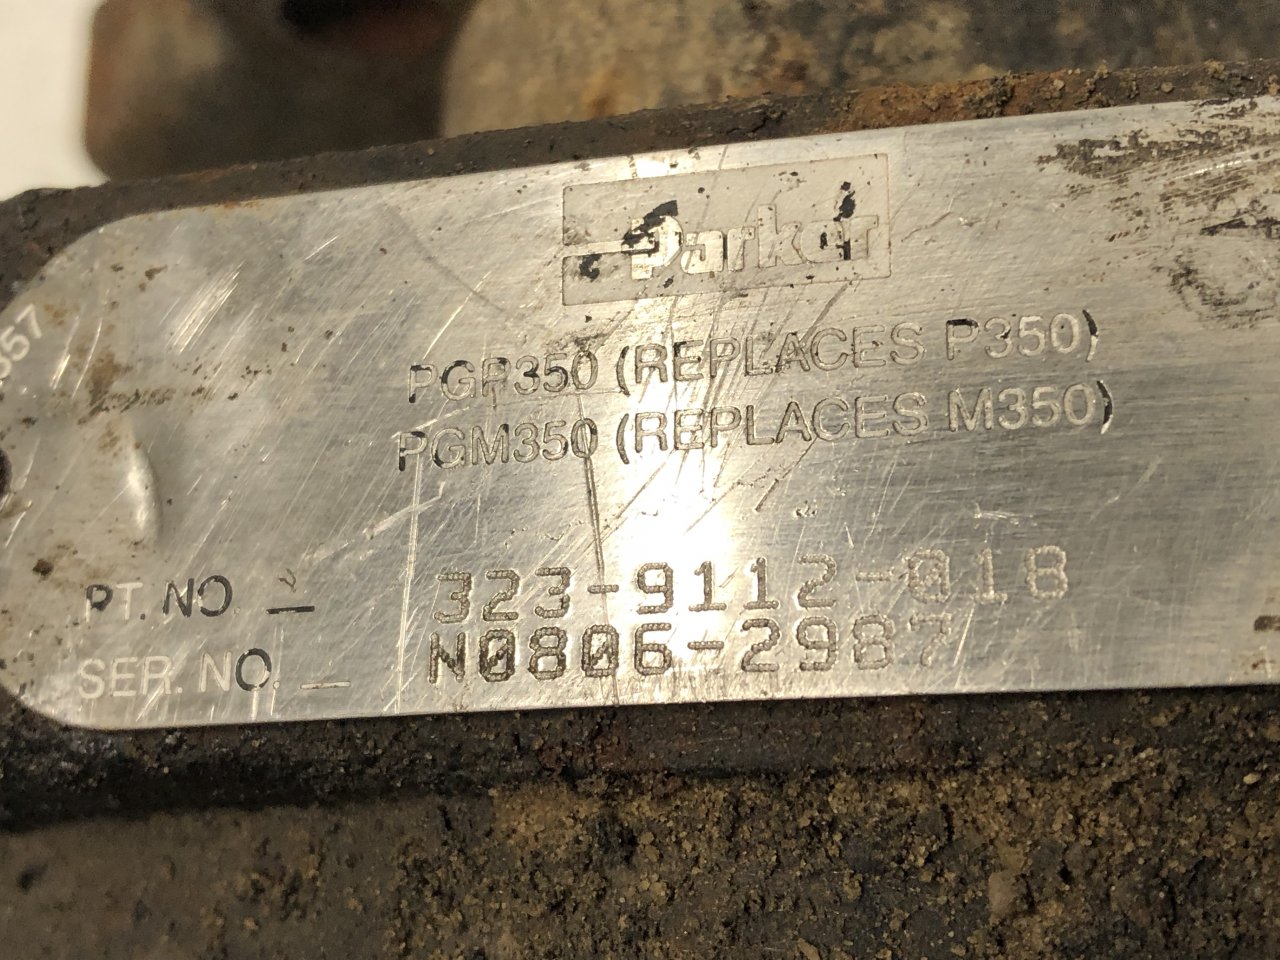 Parker
PGP350 (REPLACES P350)
PGM350 (REPLACES M350)
PT. NO. 323-9112-018
SER. NO. N0806-2987